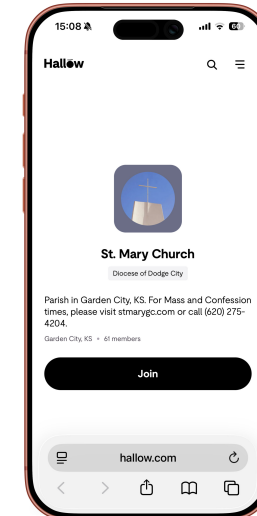 15:08
60
Hallow
St. Mary Church
Diocese of Dodge City
Parish in Garden City, KS. For Mass and Confession
times, please visit stmarygc.com or call (620) 275-
4204.
Garden City, KS • 61 members
Join
hallow.com